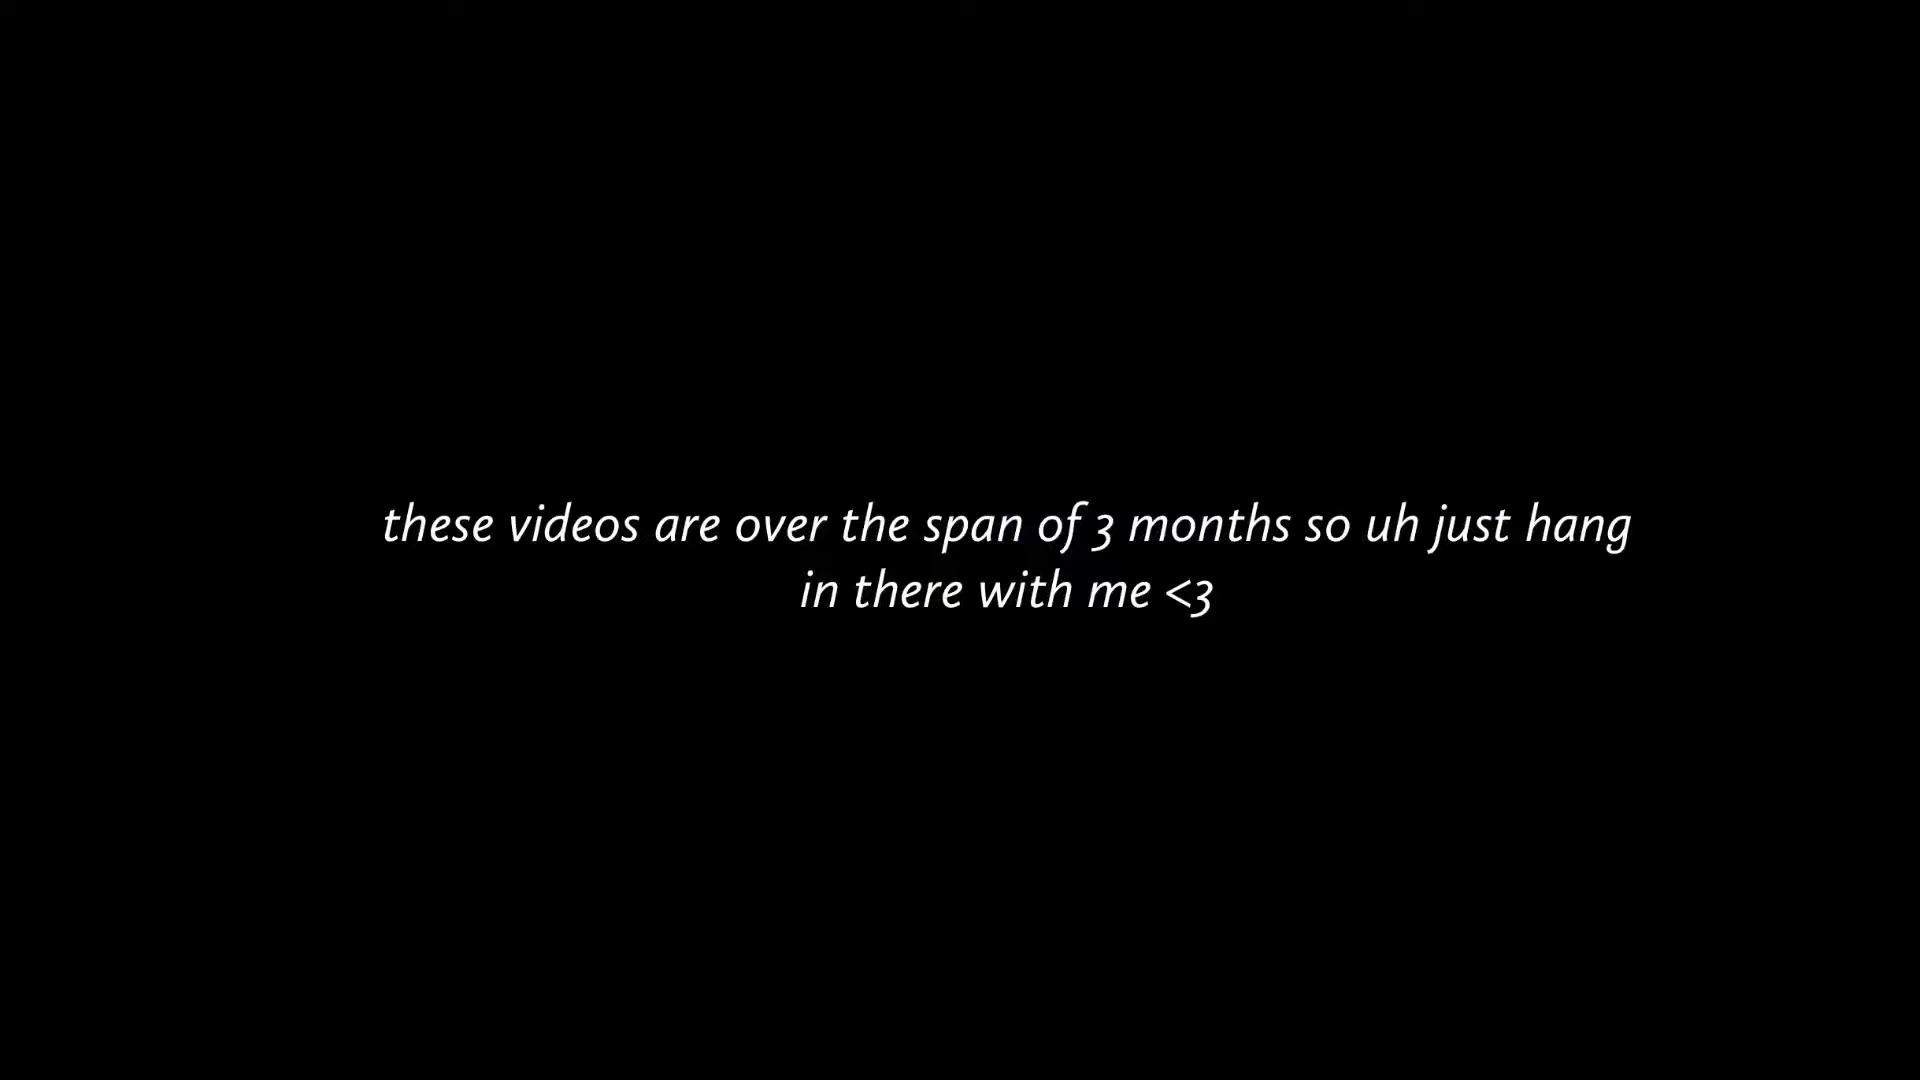 these videos are over the span of 3 months so uh just hang
in there with me <3